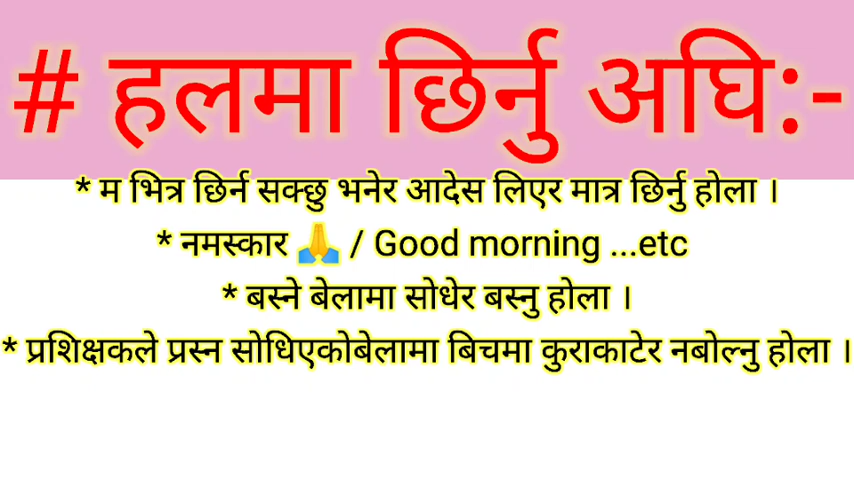 # हलमा छिर्नु अघि:-
* म भित्र छिर्न सक्छु भनेर आदेस लिएर मात्र छिर्नु होला ।
* नमस्कार 🙏 / Good morning ...etc
* बस्ने बेलामा सोधेर बस्नु होला ।
* प्रशिक्षकले प्रस्न सोधिएकोबेलामा बिचमा कुराकाटेर नबोल्नु होला ।